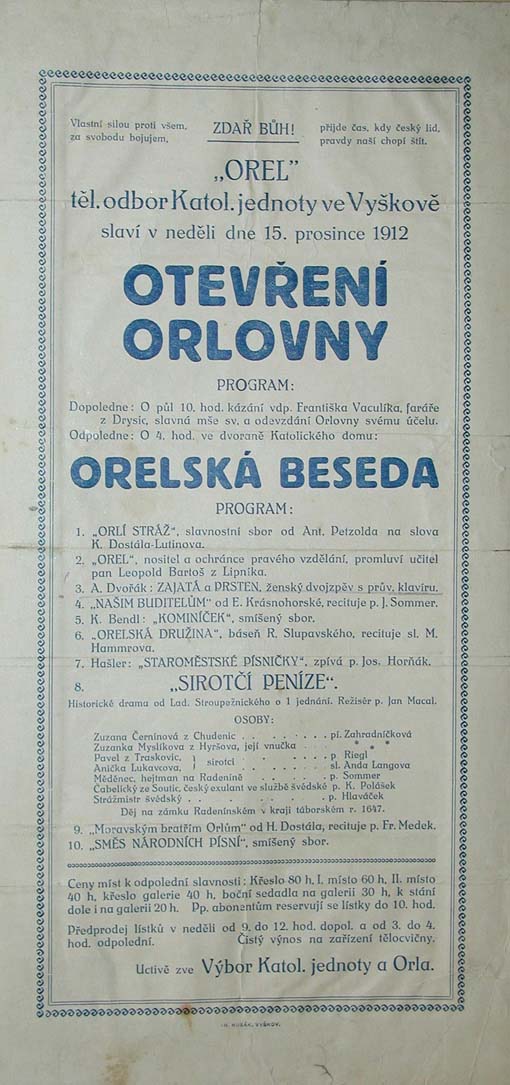 Vlastní silou proti všem,
za svobodu bojujem,
ZDAŘ BŮH!
přijde čas, kdy český lid,
pravdy naší chopí štít.
„OREL”
těl. odbor Katol. jednoty ve Vyškově
slaví v neděli dne 15. prosince 1912
OTEVŘENÍ
ORLOVNY
PROGRAM:
Dopoledne: O půl 10. hod. kázání vdp. Františka Vaculíka, faráře
z Drysic, slavná mše sv. a odevzdání Orlovny svému účelu.
Odpoledne: O 4. hod. ve dvoraně Katolického domu:
ORELSKÁ BESEDA
PROGRAM:
1. „ORLÍ STRÁŽ“, slavnostní sbor od Ant. Petzolda na slova
K. Dostála-Lutinova.
2. „OREL“, nositel a ochránce pravého vzdělání, promluví učitel
pan Leopold Bartoš z Lipníka.
3. A. Dvořák: ZAJATÁ a PRSTEN, ženský dvojzpěv s prův. klavíru.
4. „NAŠIM BUDITELŮM“ od E. Krásnohorské, recituje p. J. Sommer.
5. K. Bendl: „KOMINÍČEK“, smíšený sbor.
6. „ORELSKÁ DRUŽINA“, báseň R. Slupavského, recituje sl. M.
Hammrova.
7. Hašler: „STAROMĚSTSKÉ PÍSNIČKY“, zpívá p. Jos. Horňák.
8. „SIROTČÍ PENÍZE“.
Historické drama od Lad. Stroupežnického o 1 jednání. Režisér p. Jan Macal.
OSOBY:
Zuzana Černínova z Chudenic . . . . . . . . . pí. Zahradníčková
Zuzanka Myslíkova z Hyršova, její vnučka . . . . * * *
Pavel z Traskovic, } sirotci . . . . . . . . p Riegl
Anička Lukavcova, } sirotci . . . . . . . . sl. Anda Langova
Měděnec, hejtman na Radeníně . . . . . . . p. Sommer
Čabelický ze Soutic, český exulant ve službě švédské p. K. Polášek
Strážmistr švédský . . . . . . . . . . . . p. Hlaváček
Děj na zámku Radenínském v kraji táborském r. 1647.
9. „Moravským bratřím Orlům“ od H. Dostála, recituje p. Fr. Medek.
10. „SMĚS NÁRODNÍCH PÍSNÍ“, smíšený sbor.
Ceny míst k odpolední slavnosti: Křeslo 80 h, I. místo 60 h, II. místo
40 h, křeslo galerie 40 h, boční sedadla na galerii 30 h, k stání
dole i na galerii 20 h. Pp. abonentům reservují se lístky do 10. hod.
Předprodej lístků v neděli od 9. do 12. hod. dopol. a od 3. do 4.
hod. odpolední. Čistý výnos na zařízení tělocvičny.
Uctivě zve Výbor Katol. jednoty a Orla.
VYŠKOV.